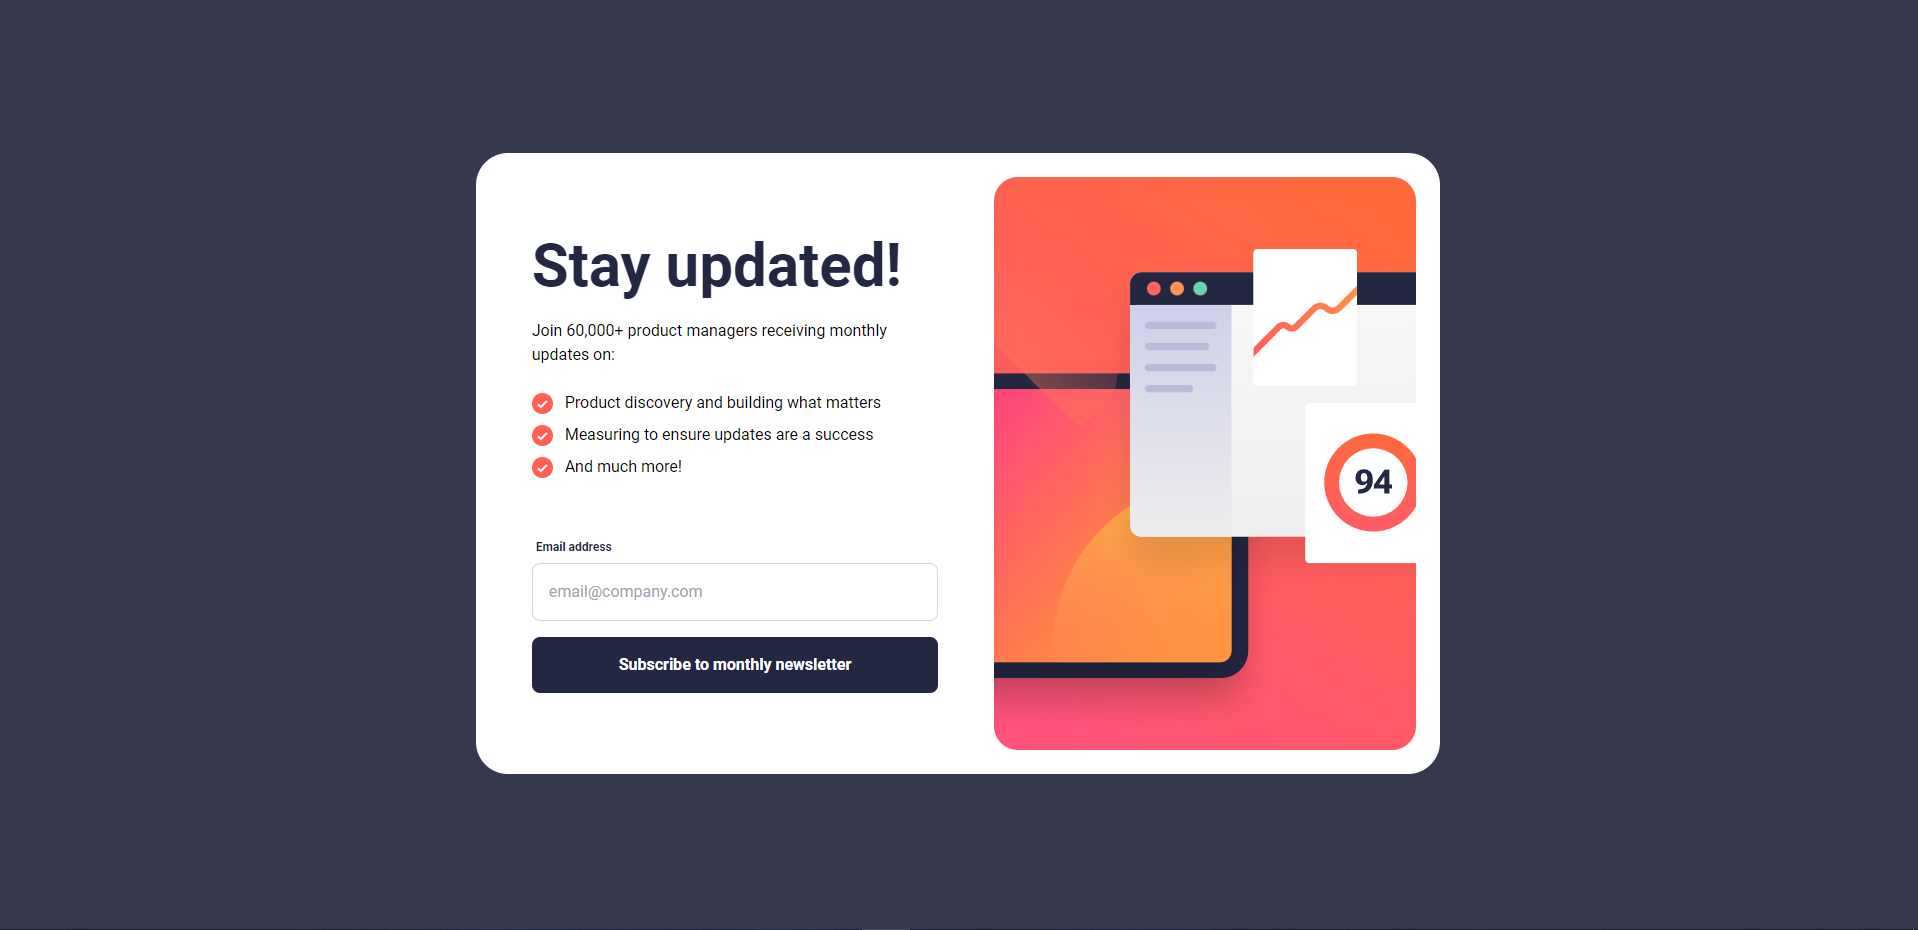 Stay updated!
Join 60,000+ product managers receiving monthly
updates on:
Product discovery and building what matters
Measuring to ensure updates are a success
And much more!
Email address
email@company.com
Subscribe to monthly newsletter
94